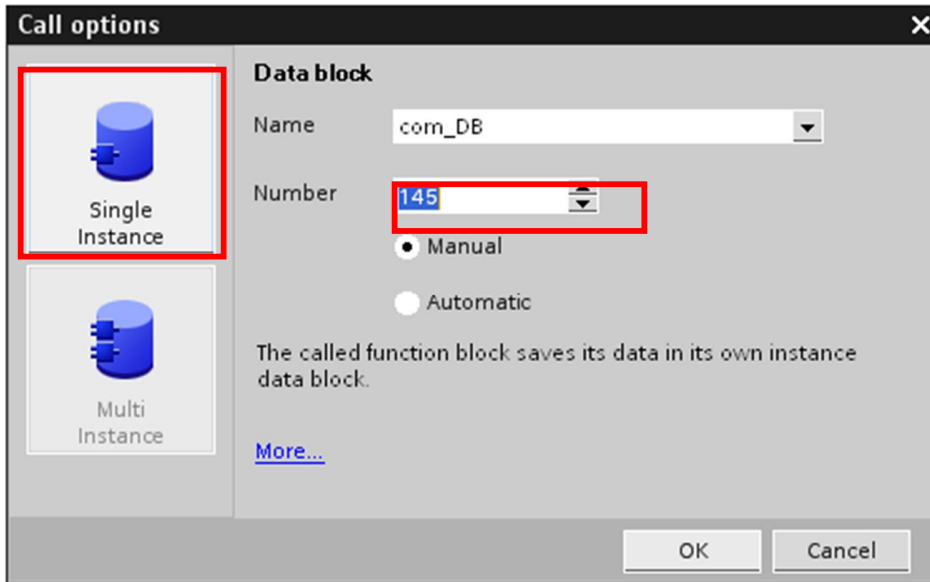 Call options
Single
Instance
Multi
Instance
Data block
Name com_DB
Number 145
Manual
Automatic
The called function block saves its data in its own instance
data block.
More...
OK Cancel